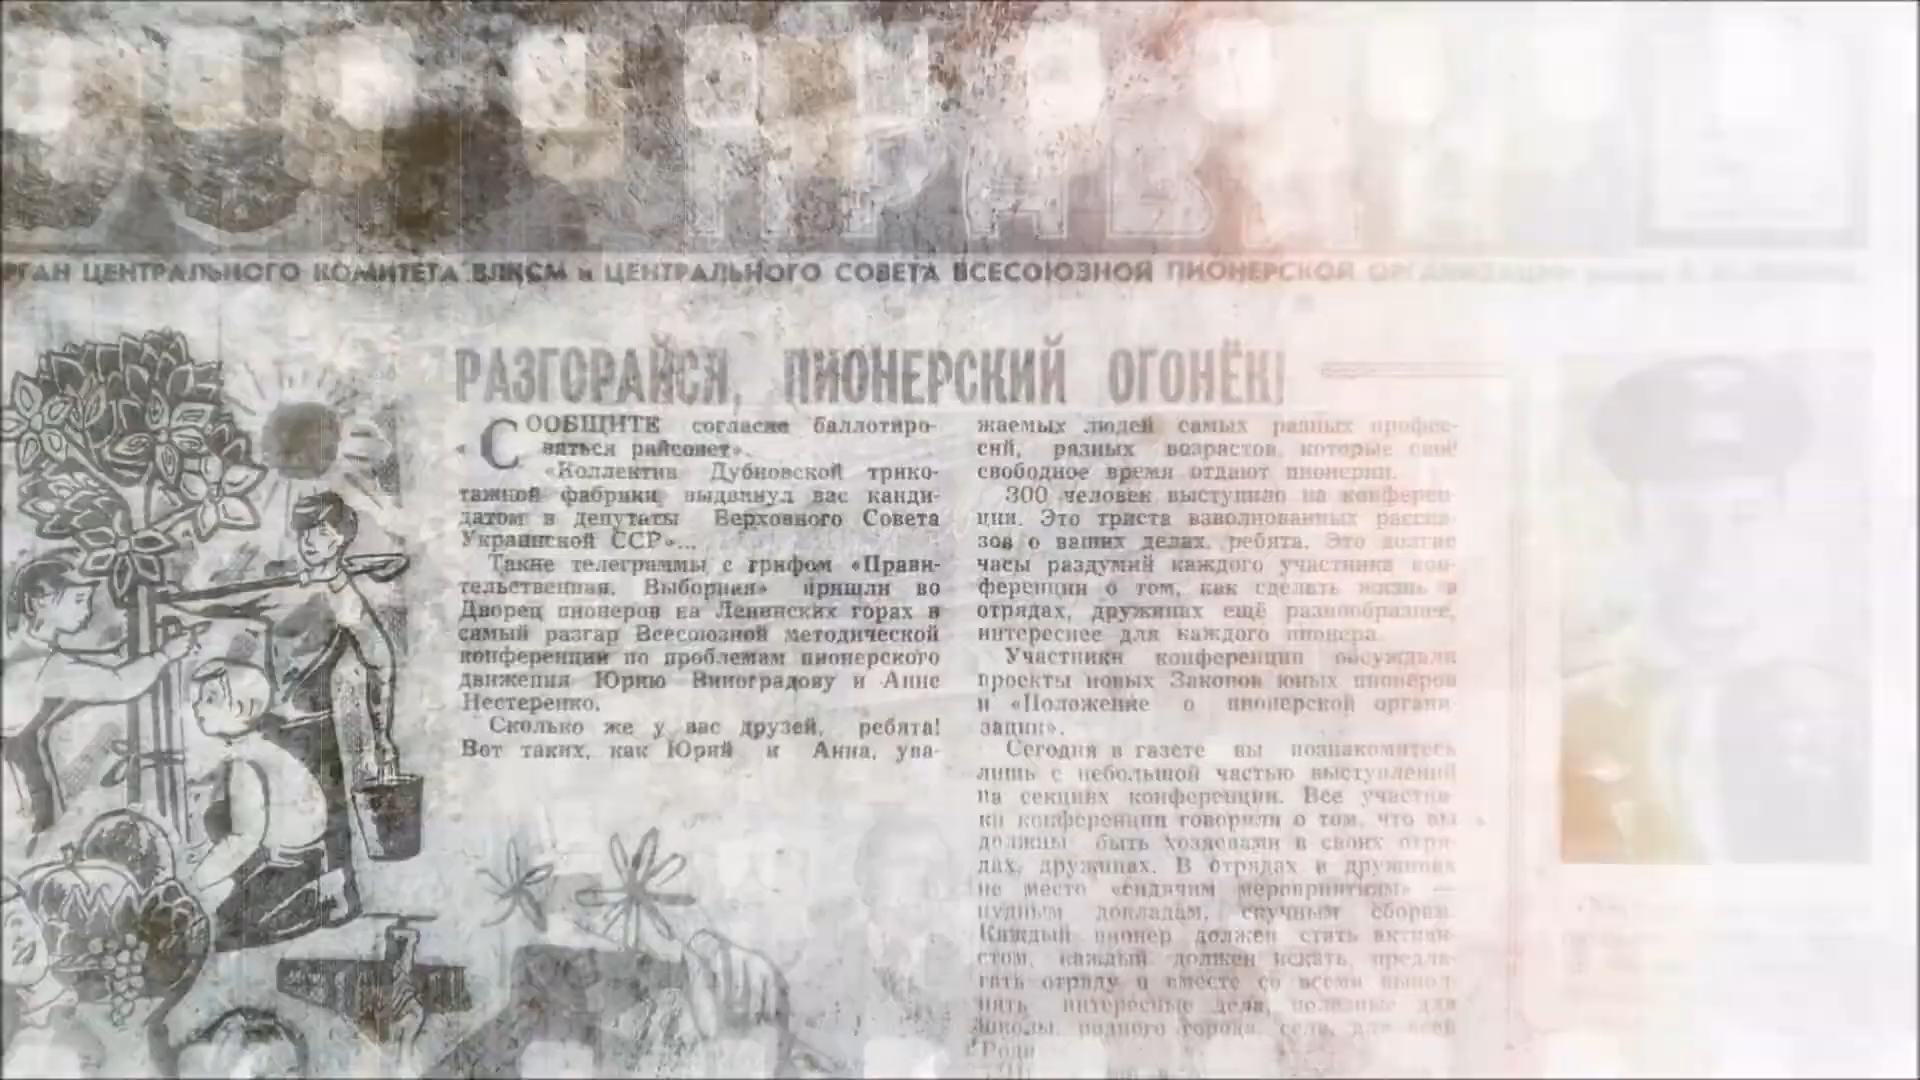 ПРАВДА
ОРГАН ЦЕНТРАЛЬНОГО КОМИТЕТА ВЛКСМ и ЦЕНТРАЛЬНОГО СОВЕТА ВСЕСОЮЗНОЙ ПИОНЕРСКОЙ ОРГАНИЗАЦИИ
РАЗГОРАЙСЯ, ПИОНЕРСКИЙ ОГОНЁК!
«СООБЩИТЕ согласие баллотиро-
ваться райсовет».
«Коллектив Дубновской трико-
тажной фабрики выдвинул вас канди-
датом в депутаты Верховного Совета
Украинской ССР»...
Такие телеграммы с грифом «Прави-
тельственная. Выборная» пришли во
Дворец пионеров на Ленинских горах в
самый разгар Всесоюзной методической
конференции по проблемам пионерского
движения Юрию Виноградову и Анне
Нестеренко.
Сколько же у вас друзей, ребята!
Вот таких, как Юрий и Анна, ува-
жаемых людей самых разных профес-
сий, разных возрастов, которые своё
свободное время отдают пионерии.
300 человек выступило на конферен-
ции. Это триста взволнованных расска-
зов о ваших делах, ребята. Это долгие
часы раздумий каждого участника кон-
ференции о том, как сделать жизнь в
отрядах, дружинах ещё разнообразнее,
интереснее для каждого пионера.
Участники конференции обсуждали
проекты новых Законов юных пионеров
и «Положение о пионерской органи-
зации».
Сегодня в газете вы познакомитесь
лишь с небольшой частью выступлений
на секциях конференции. Все участни-
ки конференции говорили о том, что вы
должны быть хозяевами в своих отря-
дах, дружинах. В отрядах и дружинах
не место «сидячим мероприятиям» —
нудным докладам, скучным сборам.
Каждый пионер должен стать активи-
стом, каждый должен искать, предла-
гать отряду и вместе со всеми выпол-
нять интересные дела, полезные для
школы, родного города, села, для всей
Роди